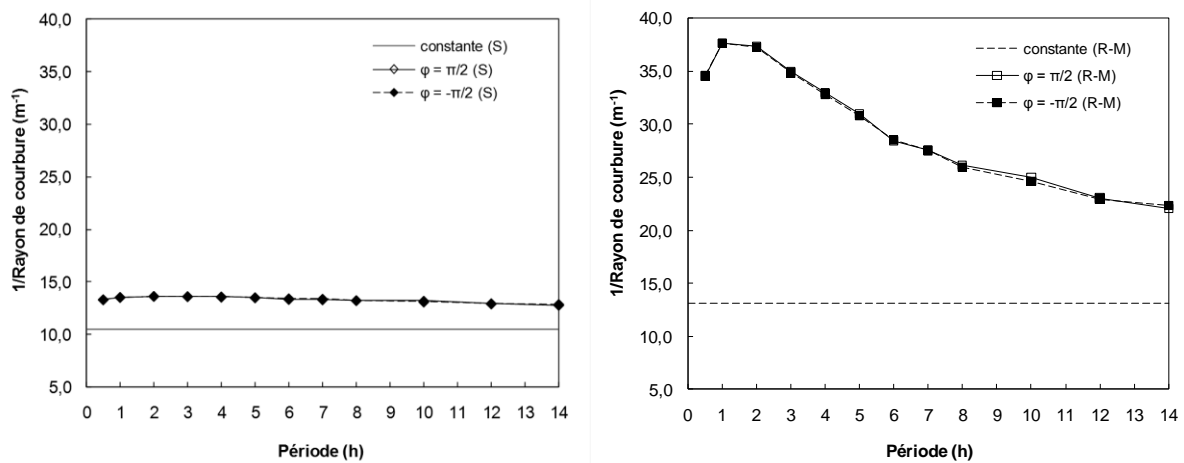 40,0
35,0
30,0
25,0
20,0
15,0
10,0
5,0
1/Rayon de courbure (m⁻¹)
constante (S)
φ = π/2 (S)
φ = -π/2 (S)
0 1 2 3 4 5 6 7 8 9 10 11 12 13 14
Période (h)
40,0
35,0
30,0
25,0
20,0
15,0
10,0
5,0
1/Rayon de courbure (m⁻¹)
constante (R-M)
φ = π/2 (R-M)
φ = -π/2 (R-M)
0 1 2 3 4 5 6 7 8 9 10 11 12 13 14
Période (h)